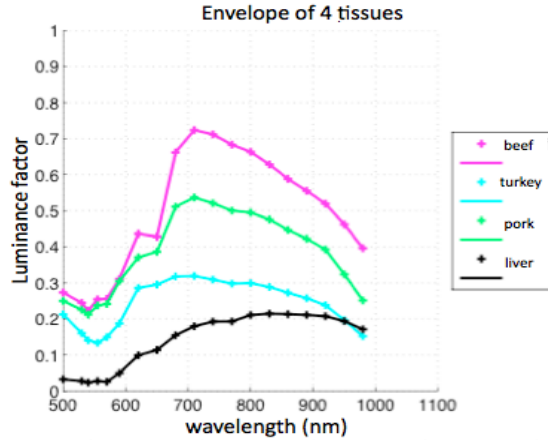 Envelope of 4 tissues
1
0.9
0.8
0.7
0.6
0.5
0.4
0.3
0.2
0.1
0
Luminance factor
500 600 700 800 900 1000 1100
wavelength (nm)
beef
turkey
pork
liver